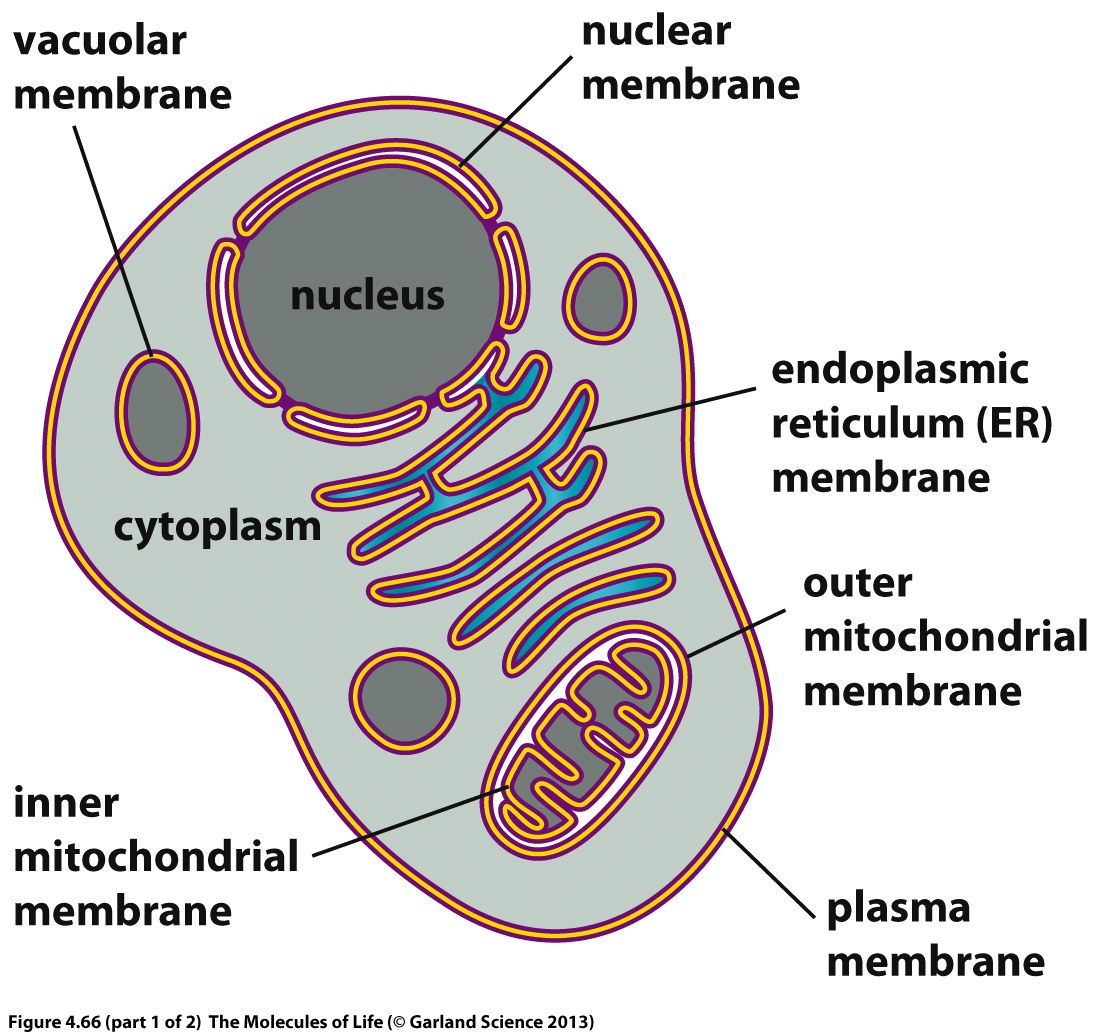 vacuolar
membrane
nuclear
membrane
nucleus
endoplasmic
reticulum (ER)
membrane
cytoplasm
outer
mitochondrial
membrane
inner
mitochondrial
membrane
plasma
membrane
Figure 4.66 (part 1 of 2) The Molecules of Life (© Garland Science 2013)